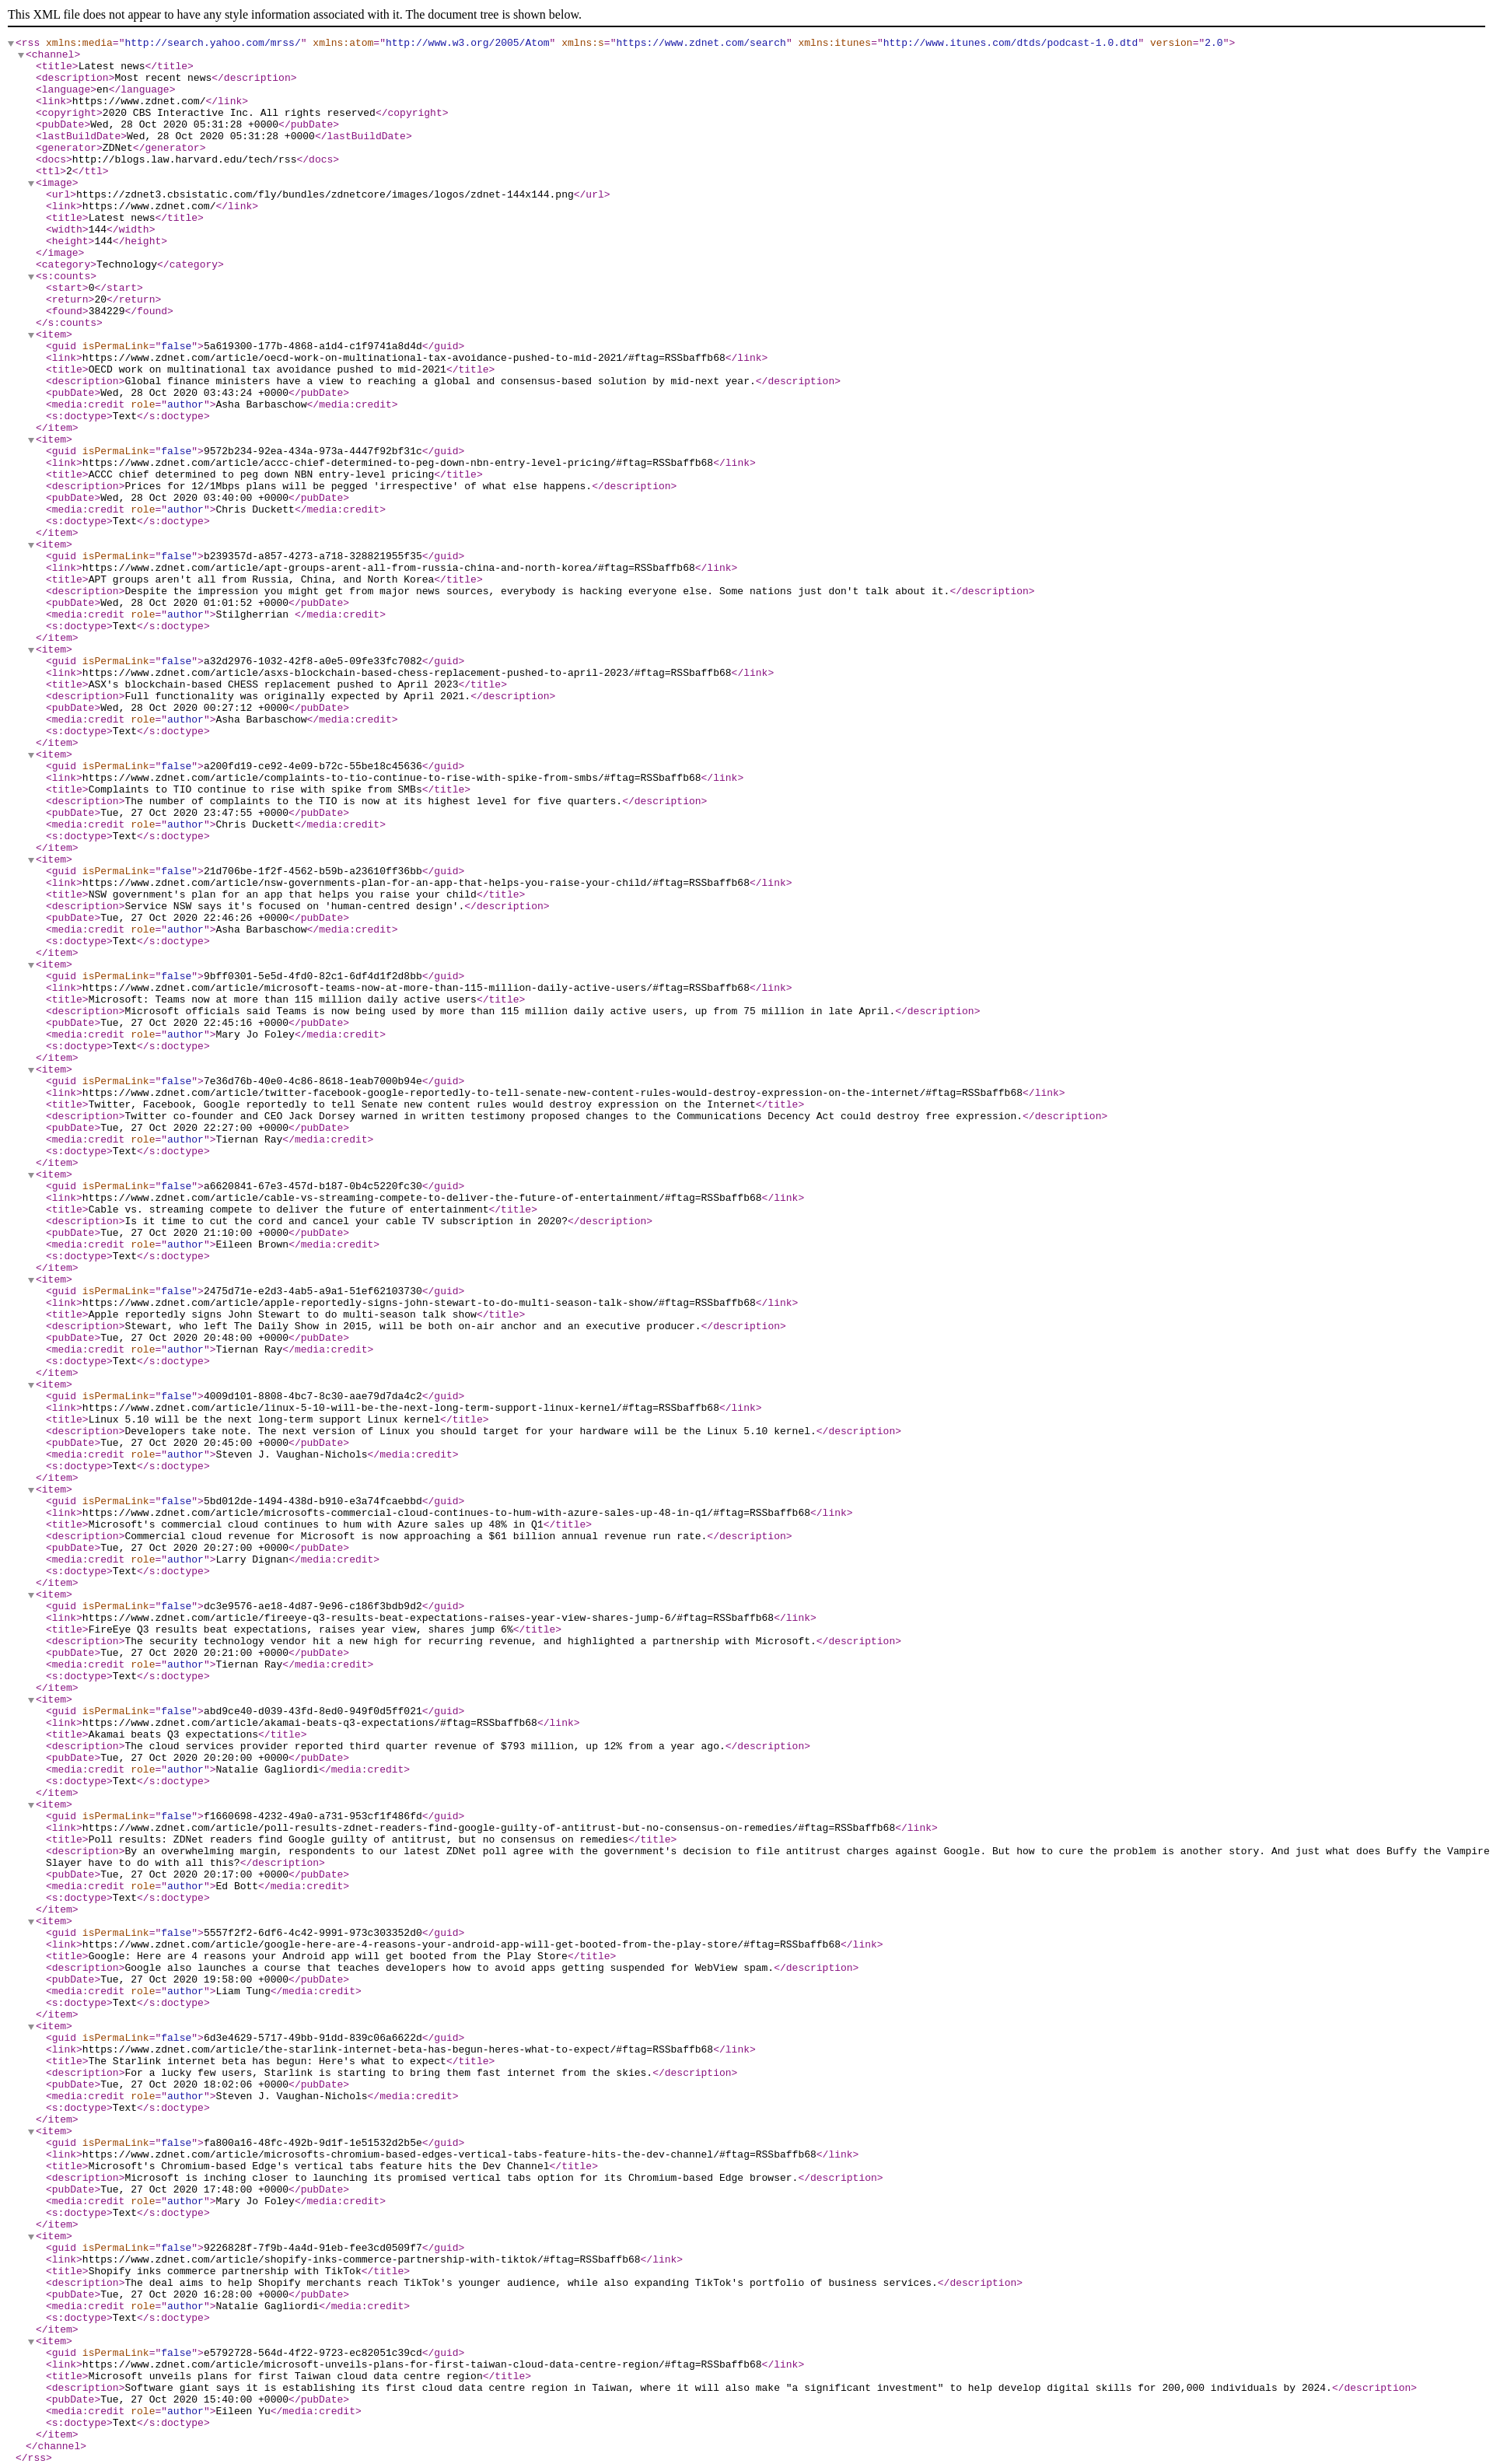 This XML file does not appear to have any style information associated with it. The document tree is shown below.
<rss xmlns:media="http://search.yahoo.com/mrss/" xmlns:atom="http://www.w3.org/2005/Atom" xmlns:s="https://www.zdnet.com/search" xmlns:itunes="http://www.itunes.com/dtds/podcast-1.0.dtd" version="2.0">
<channel>
<title>Latest news</title>
<description>Most recent news</description>
<language>en</language>
<link>https://www.zdnet.com/</link>
<copyright>2020 CBS Interactive Inc. All rights reserved</copyright>
<pubDate>Wed, 28 Oct 2020 05:31:28 +0000</pubDate>
<lastBuildDate>Wed, 28 Oct 2020 05:31:28 +0000</lastBuildDate>
<generator>ZDNet</generator>
<docs>http://blogs.law.harvard.edu/tech/rss</docs>
<ttl>2</ttl>
<image>
<url>https://zdnet3.cbsistatic.com/fly/bundles/zdnetcore/images/logos/zdnet-144x144.png</url>
<link>https://www.zdnet.com/</link>
<title>Latest news</title>
<width>144</width>
<height>144</height>
</image>
<category>Technology</category>
<s:counts>
<start>0</start>
<return>20</return>
<found>384229</found>
</s:counts>
<item>
<guid isPermaLink="false">5a619300-177b-4868-a1d4-c1f9741a8d4d</guid>
<link>https://www.zdnet.com/article/oecd-work-on-multinational-tax-avoidance-pushed-to-mid-2021/#ftag=RSSbaffb68</link>
<title>OECD work on multinational tax avoidance pushed to mid-2021</title>
<description>Global finance ministers have a view to reaching a global and consensus-based solution by mid-next year.</description>
<pubDate>Wed, 28 Oct 2020 03:43:24 +0000</pubDate>
<media:credit role="author">Asha Barbaschow</media:credit>
<s:doctype>Text</s:doctype>
</item>
<item>
<guid isPermaLink="false">9572b234-92ea-434a-973a-4447f92bf31c</guid>
<link>https://www.zdnet.com/article/accc-chief-determined-to-peg-down-nbn-entry-level-pricing/#ftag=RSSbaffb68</link>
<title>ACCC chief determined to peg down NBN entry-level pricing</title>
<description>Prices for 12/1Mbps plans will be pegged 'irrespective' of what else happens.</description>
<pubDate>Wed, 28 Oct 2020 03:40:00 +0000</pubDate>
<media:credit role="author">Chris Duckett</media:credit>
<s:doctype>Text</s:doctype>
</item>
<item>
<guid isPermaLink="false">b239357d-a857-4273-a718-328821955f35</guid>
<link>https://www.zdnet.com/article/apt-groups-arent-all-from-russia-china-and-north-korea/#ftag=RSSbaffb68</link>
<title>APT groups aren't all from Russia, China, and North Korea</title>
<description>Despite the impression you might get from major news sources, everybody is hacking everyone else. Some nations just don't talk about it.</description>
<pubDate>Wed, 28 Oct 2020 01:01:52 +0000</pubDate>
<media:credit role="author">Stilgherrian </media:credit>
<s:doctype>Text</s:doctype>
</item>
<item>
<guid isPermaLink="false">a32d2976-1032-42f8-a0e5-09fe33fc7082</guid>
<link>https://www.zdnet.com/article/asxs-blockchain-based-chess-replacement-pushed-to-april-2023/#ftag=RSSbaffb68</link>
<title>ASX's blockchain-based CHESS replacement pushed to April 2023</title>
<description>Full functionality was originally expected by April 2021.</description>
<pubDate>Wed, 28 Oct 2020 00:27:12 +0000</pubDate>
<media:credit role="author">Asha Barbaschow</media:credit>
<s:doctype>Text</s:doctype>
</item>
<item>
<guid isPermaLink="false">a200fd19-ce92-4e09-b72c-55be18c45636</guid>
<link>https://www.zdnet.com/article/complaints-to-tio-continue-to-rise-with-spike-from-smbs/#ftag=RSSbaffb68</link>
<title>Complaints to TIO continue to rise with spike from SMBs</title>
<description>The number of complaints to the TIO is now at its highest level for five quarters.</description>
<pubDate>Tue, 27 Oct 2020 23:47:55 +0000</pubDate>
<media:credit role="author">Chris Duckett</media:credit>
<s:doctype>Text</s:doctype>
</item>
<item>
<guid isPermaLink="false">21d706be-1f2f-4562-b59b-a23610ff36bb</guid>
<link>https://www.zdnet.com/article/nsw-governments-plan-for-an-app-that-helps-you-raise-your-child/#ftag=RSSbaffb68</link>
<title>NSW government's plan for an app that helps you raise your child</title>
<description>Service NSW says it's focused on 'human-centred design'.</description>
<pubDate>Tue, 27 Oct 2020 22:46:26 +0000</pubDate>
<media:credit role="author">Asha Barbaschow</media:credit>
<s:doctype>Text</s:doctype>
</item>
<item>
<guid isPermaLink="false">9bff0301-5e5d-4fd0-82c1-6df4d1f2d8bb</guid>
<link>https://www.zdnet.com/article/microsoft-teams-now-at-more-than-115-million-daily-active-users/#ftag=RSSbaffb68</link>
<title>Microsoft: Teams now at more than 115 million daily active users</title>
<description>Microsoft officials said Teams is now being used by more than 115 million daily active users, up from 75 million in late April.</description>
<pubDate>Tue, 27 Oct 2020 22:45:16 +0000</pubDate>
<media:credit role="author">Mary Jo Foley</media:credit>
<s:doctype>Text</s:doctype>
</item>
<item>
<guid isPermaLink="false">7e36d76b-40e0-4c86-8618-1eab7000b94e</guid>
<link>https://www.zdnet.com/article/twitter-facebook-google-reportedly-to-tell-senate-new-content-rules-would-destroy-expression-on-the-internet/#ftag=RSSbaffb68</link>
<title>Twitter, Facebook, Google reportedly to tell Senate new content rules would destroy expression on the Internet</title>
<description>Twitter co-founder and CEO Jack Dorsey warned in written testimony proposed changes to the Communications Decency Act could destroy free expression.</description>
<pubDate>Tue, 27 Oct 2020 22:27:00 +0000</pubDate>
<media:credit role="author">Tiernan Ray</media:credit>
<s:doctype>Text</s:doctype>
</item>
<item>
<guid isPermaLink="false">a6620841-67e3-457d-b187-0b4c5220fc30</guid>
<link>https://www.zdnet.com/article/cable-vs-streaming-compete-to-deliver-the-future-of-entertainment/#ftag=RSSbaffb68</link>
<title>Cable vs. streaming compete to deliver the future of entertainment</title>
<description>Is it time to cut the cord and cancel your cable TV subscription in 2020?</description>
<pubDate>Tue, 27 Oct 2020 21:10:00 +0000</pubDate>
<media:credit role="author">Eileen Brown</media:credit>
<s:doctype>Text</s:doctype>
</item>
<item>
<guid isPermaLink="false">2475d71e-e2d3-4ab5-a9a1-51ef62103730</guid>
<link>https://www.zdnet.com/article/apple-reportedly-signs-john-stewart-to-do-multi-season-talk-show/#ftag=RSSbaffb68</link>
<title>Apple reportedly signs John Stewart to do multi-season talk show</title>
<description>Stewart, who left The Daily Show in 2015, will be both on-air anchor and an executive producer.</description>
<pubDate>Tue, 27 Oct 2020 20:48:00 +0000</pubDate>
<media:credit role="author">Tiernan Ray</media:credit>
<s:doctype>Text</s:doctype>
</item>
<item>
<guid isPermaLink="false">4009d101-8808-4bc7-8c30-aae79d7da4c2</guid>
<link>https://www.zdnet.com/article/linux-5-10-will-be-the-next-long-term-support-linux-kernel/#ftag=RSSbaffb68</link>
<title>Linux 5.10 will be the next long-term support Linux kernel</title>
<description>Developers take note. The next version of Linux you should target for your hardware will be the Linux 5.10 kernel.</description>
<pubDate>Tue, 27 Oct 2020 20:45:00 +0000</pubDate>
<media:credit role="author">Steven J. Vaughan-Nichols</media:credit>
<s:doctype>Text</s:doctype>
</item>
<item>
<guid isPermaLink="false">5bd012de-1494-438d-b910-e3a74fcaebbd</guid>
<link>https://www.zdnet.com/article/microsofts-commercial-cloud-continues-to-hum-with-azure-sales-up-48-in-q1/#ftag=RSSbaffb68</link>
<title>Microsoft's commercial cloud continues to hum with Azure sales up 48% in Q1</title>
<description>Commercial cloud revenue for Microsoft is now approaching a $61 billion annual revenue run rate.</description>
<pubDate>Tue, 27 Oct 2020 20:27:00 +0000</pubDate>
<media:credit role="author">Larry Dignan</media:credit>
<s:doctype>Text</s:doctype>
</item>
<item>
<guid isPermaLink="false">dc3e9576-ae18-4d87-9e96-c186f3bdb9d2</guid>
<link>https://www.zdnet.com/article/fireeye-q3-results-beat-expectations-raises-year-view-shares-jump-6/#ftag=RSSbaffb68</link>
<title>FireEye Q3 results beat expectations, raises year view, shares jump 6%</title>
<description>The security technology vendor hit a new high for recurring revenue, and highlighted a partnership with Microsoft.</description>
<pubDate>Tue, 27 Oct 2020 20:21:00 +0000</pubDate>
<media:credit role="author">Tiernan Ray</media:credit>
<s:doctype>Text</s:doctype>
</item>
<item>
<guid isPermaLink="false">abd9ce40-d039-43fd-8ed0-949f0d5ff021</guid>
<link>https://www.zdnet.com/article/akamai-beats-q3-expectations/#ftag=RSSbaffb68</link>
<title>Akamai beats Q3 expectations</title>
<description>The cloud services provider reported third quarter revenue of $793 million, up 12% from a year ago.</description>
<pubDate>Tue, 27 Oct 2020 20:20:00 +0000</pubDate>
<media:credit role="author">Natalie Gagliordi</media:credit>
<s:doctype>Text</s:doctype>
</item>
<item>
<guid isPermaLink="false">f1660698-4232-49a0-a731-953cf1f486fd</guid>
<link>https://www.zdnet.com/article/poll-results-zdnet-readers-find-google-guilty-of-antitrust-but-no-consensus-on-remedies/#ftag=RSSbaffb68</link>
<title>Poll results: ZDNet readers find Google guilty of antitrust, but no consensus on remedies</title>
<description>By an overwhelming margin, respondents to our latest ZDNet poll agree with the government's decision to file antitrust charges against Google. But how to cure the problem is another story. And just what does Buffy the Vampire
Slayer have to do with all this?</description>
<pubDate>Tue, 27 Oct 2020 20:17:00 +0000</pubDate>
<media:credit role="author">Ed Bott</media:credit>
<s:doctype>Text</s:doctype>
</item>
<item>
<guid isPermaLink="false">5557f2f2-6df6-4c42-9991-973c303352d0</guid>
<link>https://www.zdnet.com/article/google-here-are-4-reasons-your-android-app-will-get-booted-from-the-play-store/#ftag=RSSbaffb68</link>
<title>Google: Here are 4 reasons your Android app will get booted from the Play Store</title>
<description>Google also launches a course that teaches developers how to avoid apps getting suspended for WebView spam.</description>
<pubDate>Tue, 27 Oct 2020 19:58:00 +0000</pubDate>
<media:credit role="author">Liam Tung</media:credit>
<s:doctype>Text</s:doctype>
</item>
<item>
<guid isPermaLink="false">6d3e4629-5717-49bb-91dd-839c06a6622d</guid>
<link>https://www.zdnet.com/article/the-starlink-internet-beta-has-begun-heres-what-to-expect/#ftag=RSSbaffb68</link>
<title>The Starlink internet beta has begun: Here's what to expect</title>
<description>For a lucky few users, Starlink is starting to bring them fast internet from the skies.</description>
<pubDate>Tue, 27 Oct 2020 18:02:06 +0000</pubDate>
<media:credit role="author">Steven J. Vaughan-Nichols</media:credit>
<s:doctype>Text</s:doctype>
</item>
<item>
<guid isPermaLink="false">fa800a16-48fc-492b-9d1f-1e51532d2b5e</guid>
<link>https://www.zdnet.com/article/microsofts-chromium-based-edges-vertical-tabs-feature-hits-the-dev-channel/#ftag=RSSbaffb68</link>
<title>Microsoft's Chromium-based Edge's vertical tabs feature hits the Dev Channel</title>
<description>Microsoft is inching closer to launching its promised vertical tabs option for its Chromium-based Edge browser.</description>
<pubDate>Tue, 27 Oct 2020 17:48:00 +0000</pubDate>
<media:credit role="author">Mary Jo Foley</media:credit>
<s:doctype>Text</s:doctype>
</item>
<item>
<guid isPermaLink="false">9226828f-7f9b-4a4d-91eb-fee3cd0509f7</guid>
<link>https://www.zdnet.com/article/shopify-inks-commerce-partnership-with-tiktok/#ftag=RSSbaffb68</link>
<title>Shopify inks commerce partnership with TikTok</title>
<description>The deal aims to help Shopify merchants reach TikTok's younger audience, while also expanding TikTok's portfolio of business services.</description>
<pubDate>Tue, 27 Oct 2020 16:28:00 +0000</pubDate>
<media:credit role="author">Natalie Gagliordi</media:credit>
<s:doctype>Text</s:doctype>
</item>
<item>
<guid isPermaLink="false">e5792728-564d-4f22-9723-ec82051c39cd</guid>
<link>https://www.zdnet.com/article/microsoft-unveils-plans-for-first-taiwan-cloud-data-centre-region/#ftag=RSSbaffb68</link>
<title>Microsoft unveils plans for first Taiwan cloud data centre region</title>
<description>Software giant says it is establishing its first cloud data centre region in Taiwan, where it will also make "a significant investment" to help develop digital skills for 200,000 individuals by 2024.</description>
<pubDate>Tue, 27 Oct 2020 15:40:00 +0000</pubDate>
<media:credit role="author">Eileen Yu</media:credit>
<s:doctype>Text</s:doctype>
</item>
</channel>
</rss>